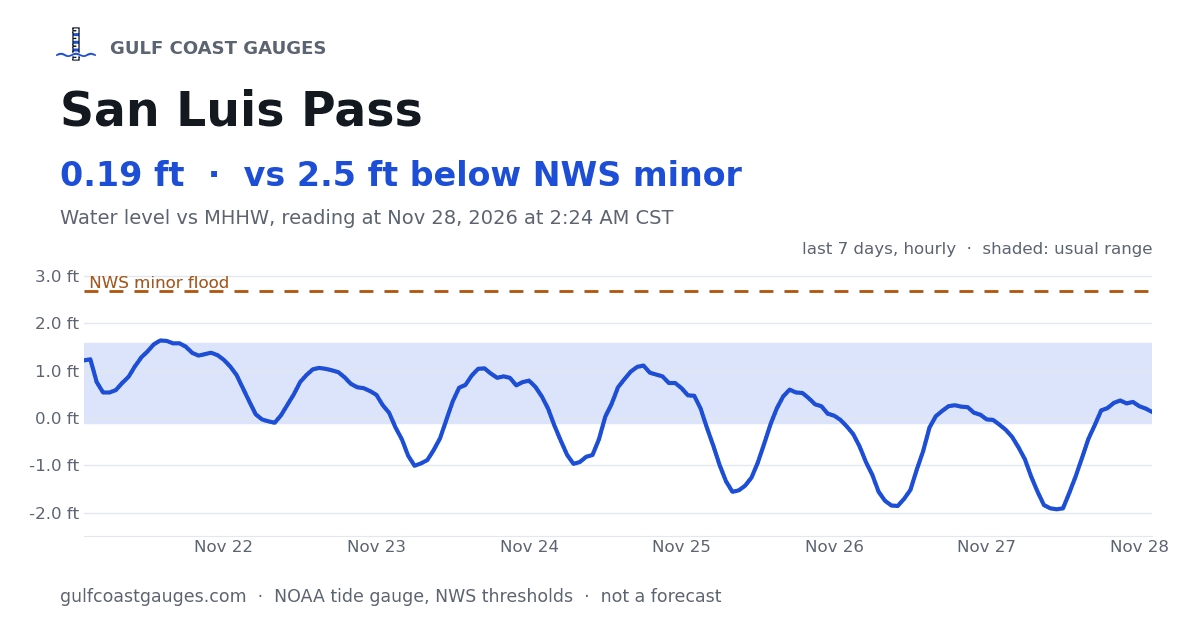 GULF COAST GAUGES
San Luis Pass
0.19 ft · vs 2.5 ft below NWS minor
Water level vs MHHW, reading at Nov 28, 2026 at 2:24 AM CST
last 7 days, hourly · shaded: usual range
3.0 ft
NWS minor flood
2.0 ft
1.0 ft
0.0 ft
-1.0 ft
-2.0 ft
Nov 22 Nov 23 Nov 24 Nov 25 Nov 26 Nov 27 Nov 28
gulfcoastgauges.com · NOAA tide gauge, NWS thresholds · not a forecast